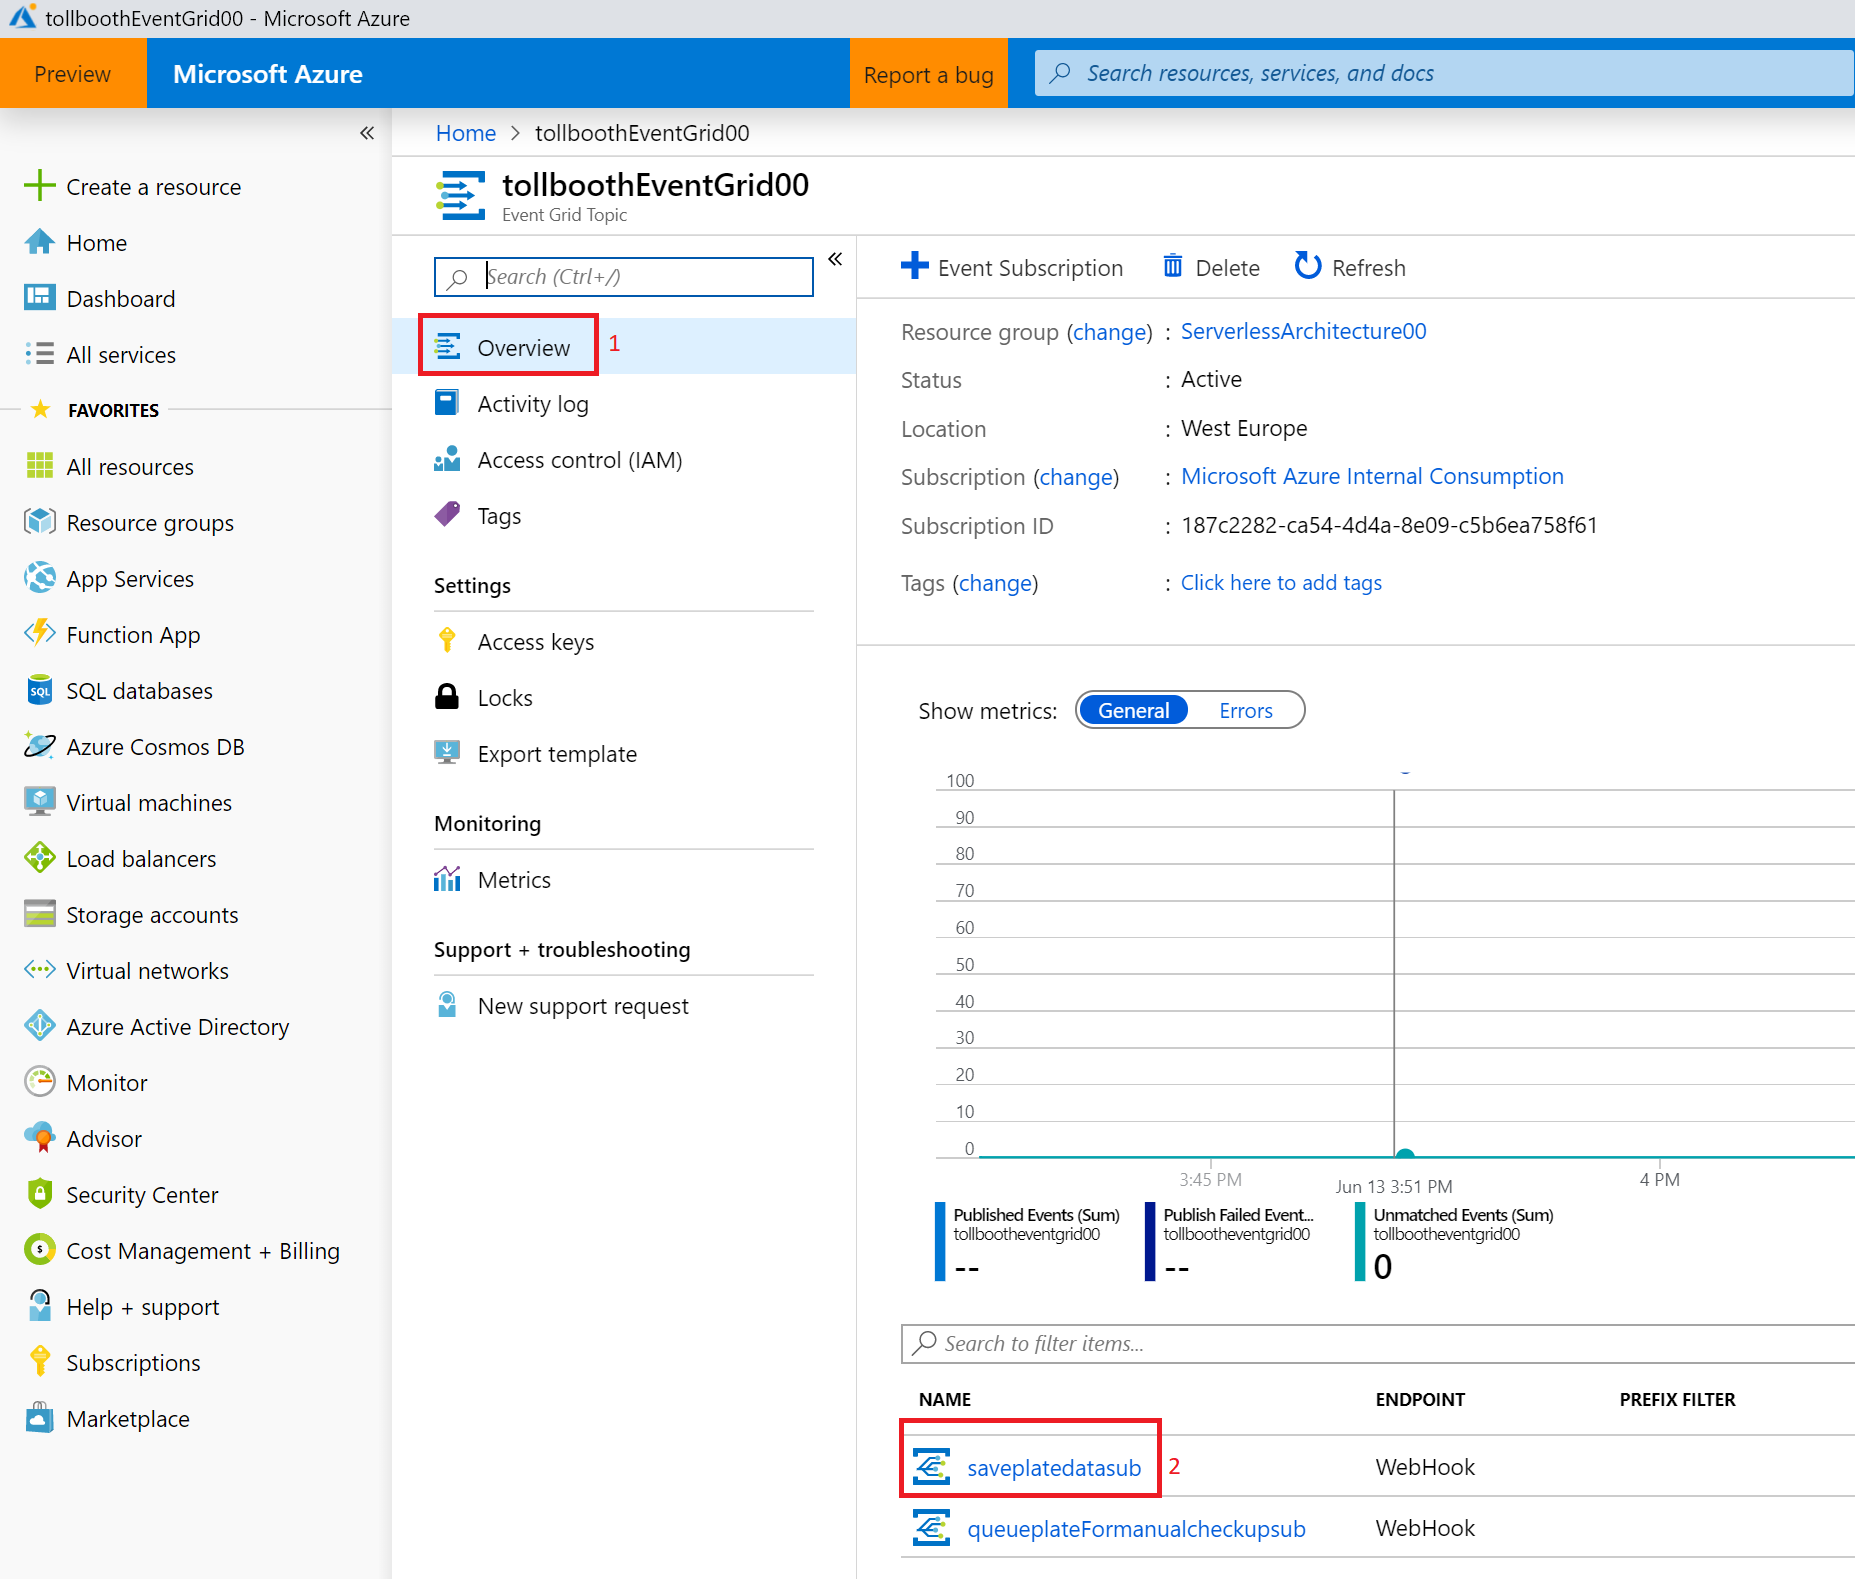 tollboothEventGrid00 - Microsoft Azure
Preview
Microsoft Azure
Report a bug
Search resources, services, and docs
«
Create a resource
Home
Dashboard
All services
FAVORITES
All resources
Resource groups
App Services
Function App
SQL databases
Azure Cosmos DB
Virtual machines
Load balancers
Storage accounts
Virtual networks
Azure Active Directory
Monitor
Advisor
Security Center
Cost Management + Billing
Help + support
Subscriptions
Marketplace
Home > tollboothEventGrid00
tollboothEventGrid00
Event Grid Topic
Search (Ctrl+/)
«
Overview 1
Activity log
Access control (IAM)
Tags
Settings
Access keys
Locks
Export template
Monitoring
Metrics
Support + troubleshooting
New support request
Event Subscription Delete Refresh
Resource group (change) : ServerlessArchitecture00
Status : Active
Location : West Europe
Subscription (change) : Microsoft Azure Internal Consumption
Subscription ID : 187c2282-ca54-4d4a-8e09-c5b6ea758f61
Tags (change) : Click here to add tags
Show metrics: General Errors
100
90
80
70
60
50
40
30
20
10
0
3:45 PM Jun 13 3:51 PM 4 PM
Published Events (Sum)
tollbootheventgrid00
--
Publish Failed Event...
tollbootheventgrid00
--
Unmatched Events (Sum)
tollbootheventgrid00
0
Search to filter items...
NAME ENDPOINT PREFIX FILTER
saveplatedatasub 2 WebHook
queueplateFormanualcheckupsub WebHook